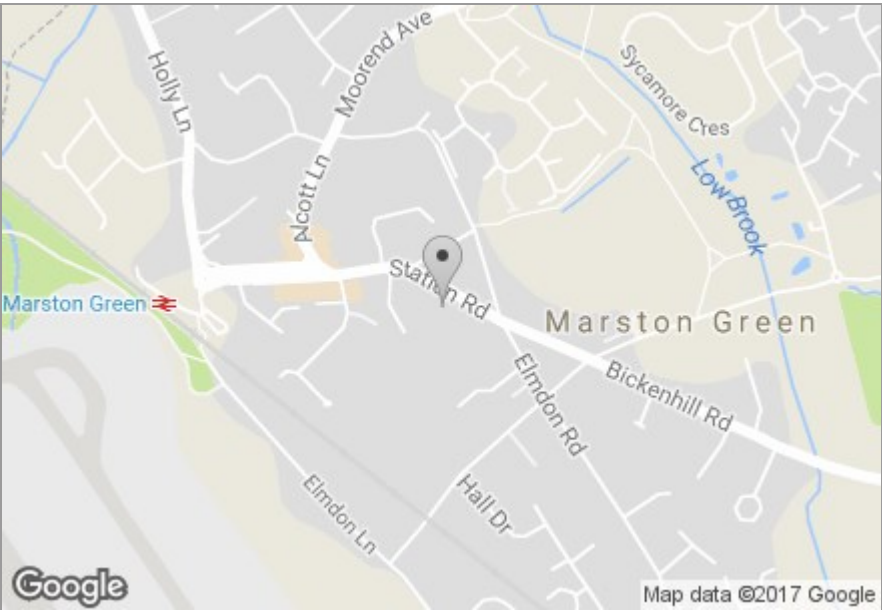 Moorend Ave
Holly Ln
Sycamore Cres
Alcott Ln
Low Brook
Station Rd
Marston Green
Marston Green
Elmdon Rd
Bickenhill Rd
Elmdon Ln
Hall Dr
Google
Map data ©2017 Google